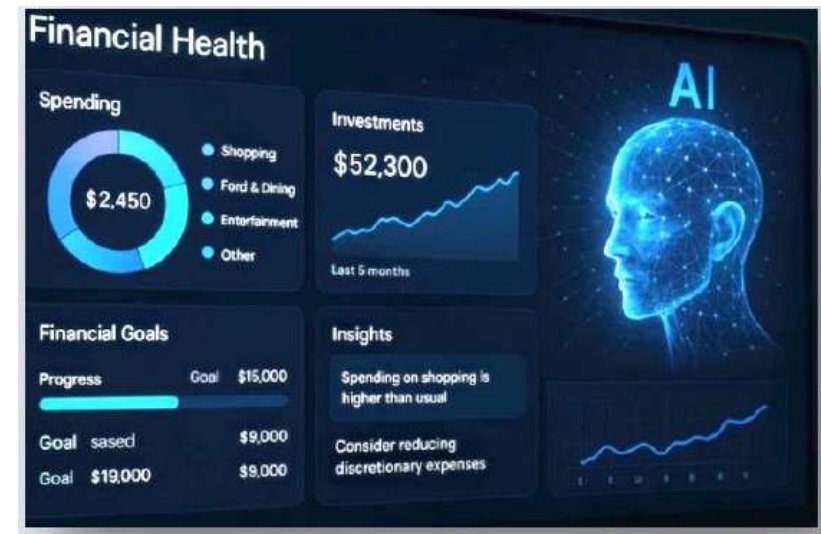 Financial Health
Spending
$2,450
Shopping
Ford & Dining
Enterfainment
Other
Investments
$52,300
Last 5 months
AI
Financial Goals
Progress Goal $15,000
Goal sased $9,000
Goal $19,000 $9,000
Insights
Spending on shopping is
higher than usual
Consider reducing
discretionary expenses